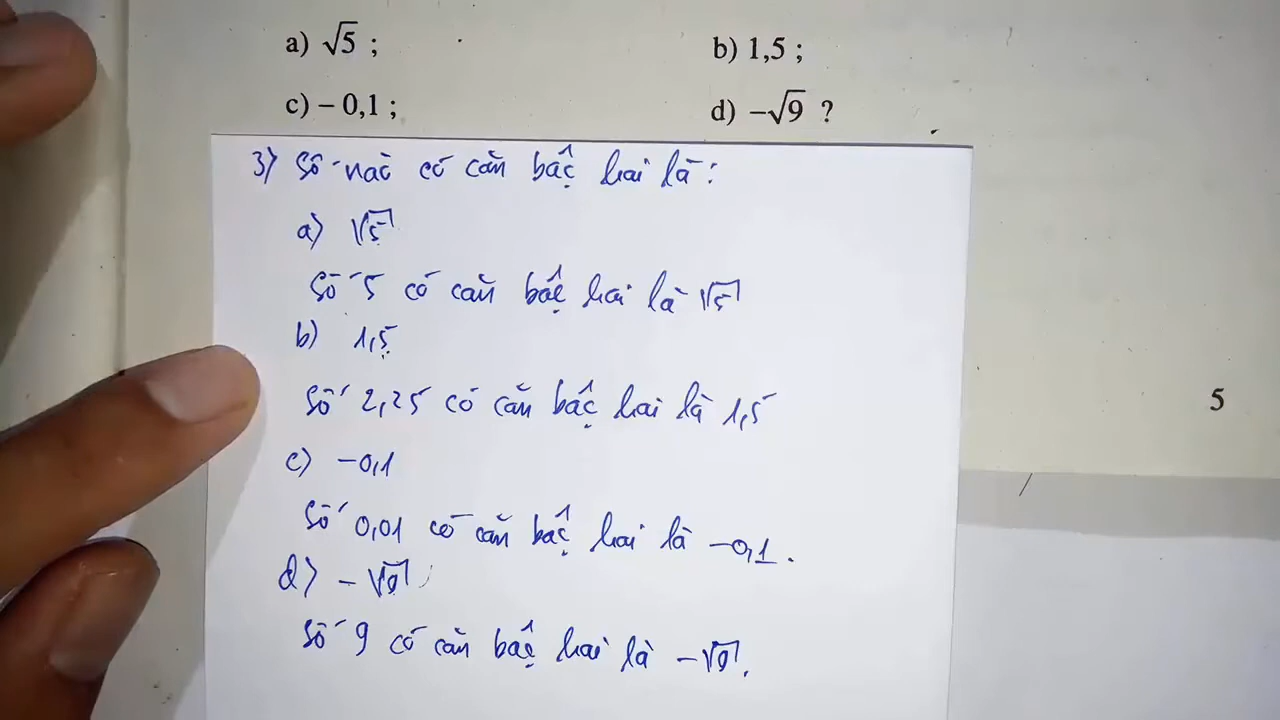 a) √5 ; b) 1,5 ;
c) – 0,1 ; d) –√9 ?
3) Số nào có căn bậc hai là:
a) √5
Số 5 có căn bậc hai là √5
b) 1,5
Số 2,25 có căn bậc hai là 1,5
5
c) -0,1
Số 0,01 có căn bậc hai là -0,1.
d) -√9
Số 9 có căn bậc hai là -√9.